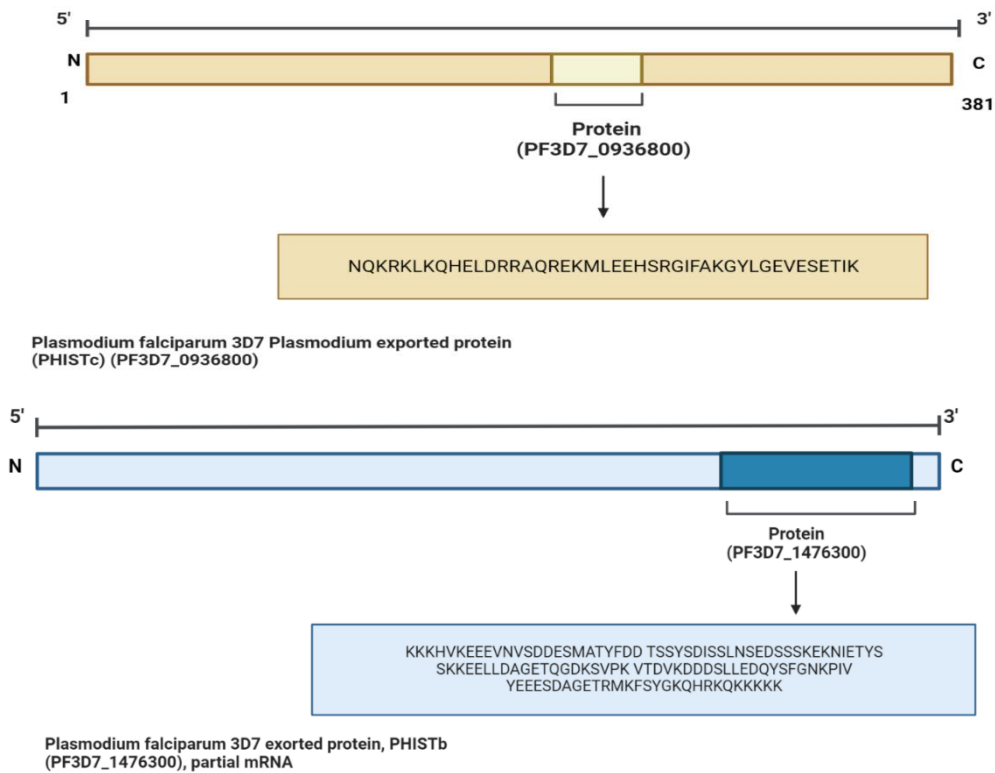 5' 3'
N C
1 381
Protein
(PF3D7_0936800)
NQKRKLKQHELDRRAQREKMLEEHSRGIFAKGYLGEVESETIK
Plasmodium falciparum 3D7 Plasmodium exported protein
(PHISTc) (PF3D7_0936800)
5' 3'
N C
Protein
(PF3D7_1476300)
KKKHVKEEEVNVSDDESMATYFDD TSSYSDISSLNSEDSSSKEKNIETYS
SKKEELLDAGETQGDKSVPK VTDVKDDDSLLEDQYSFGNKPIV
YEEESDAGETRMKFSYGKQHRKQKKKKK
Plasmodium falciparum 3D7 exorted protein, PHISTb
(PF3D7_1476300), partial mRNA